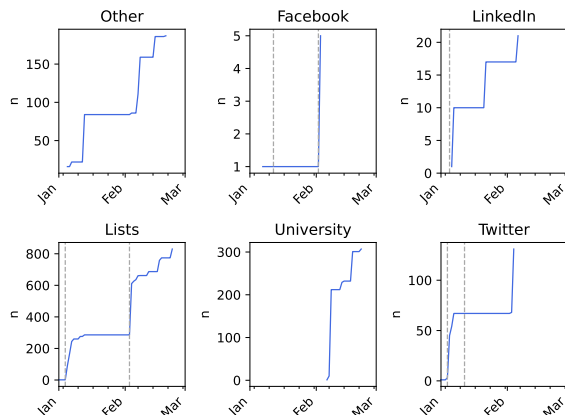 Other
n
150
100
50
Jan
Feb
Mar
Facebook
n
5
4
3
2
1
Jan
Feb
Mar
LinkedIn
n
20
15
10
5
0
Jan
Feb
Mar
Lists
n
800
600
400
200
0
Jan
Feb
Mar
University
n
300
200
100
0
Jan
Feb
Mar
Twitter
n
100
50
0
Jan
Feb
Mar